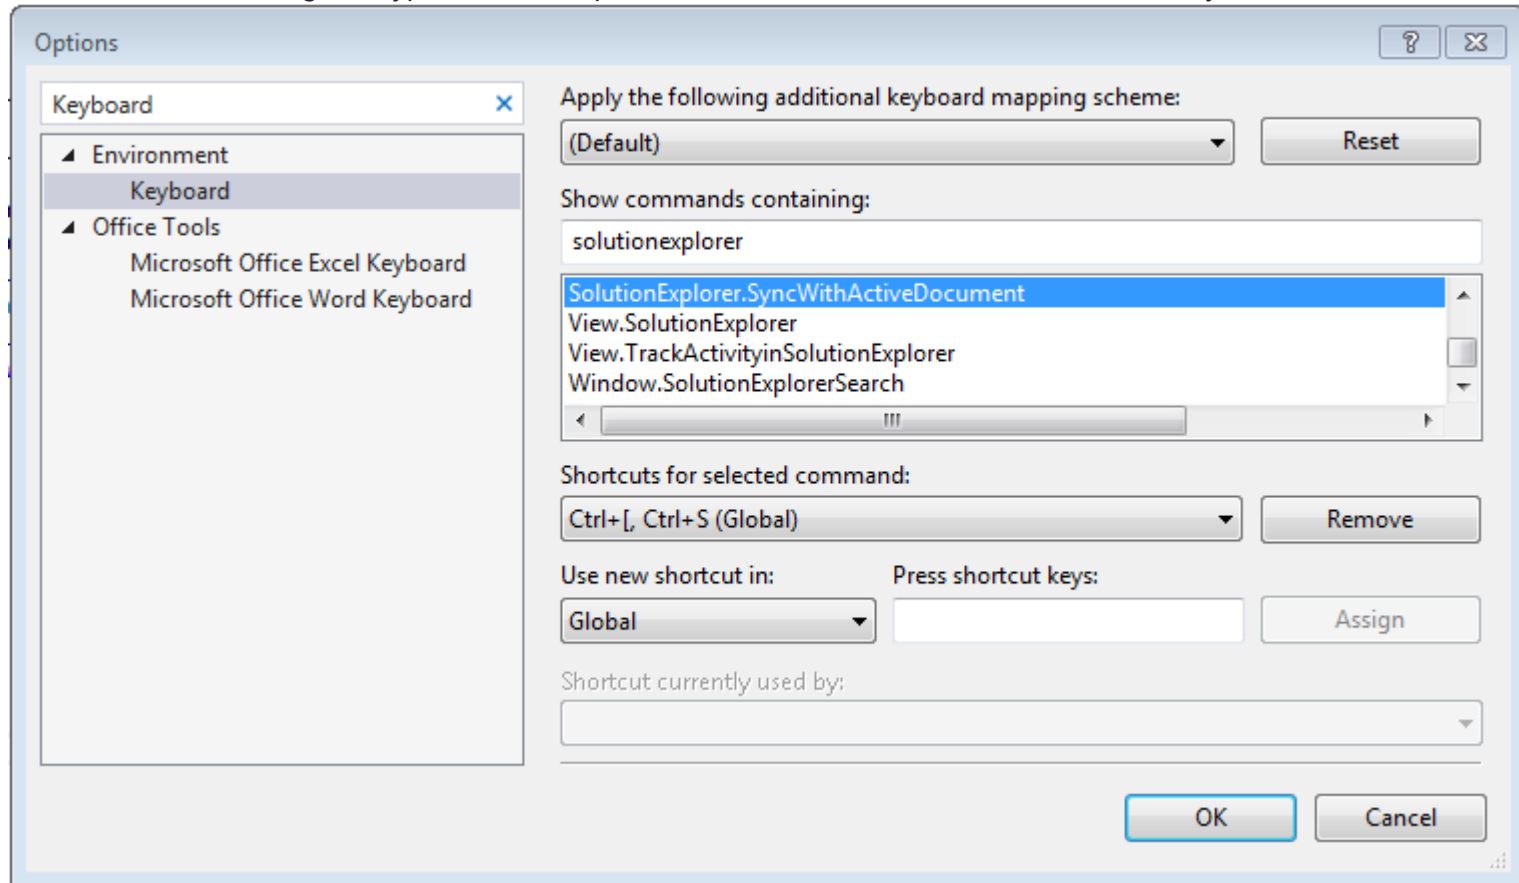 Options
Keyboard
Environment
Keyboard
Office Tools
Microsoft Office Excel Keyboard
Microsoft Office Word Keyboard
Apply the following additional keyboard mapping scheme:
(Default)
Reset
Show commands containing:
solutionexplorer
SolutionExplorer.SyncWithActiveDocument
View.SolutionExplorer
View.TrackActivityinSolutionExplorer
Window.SolutionExplorerSearch
Shortcuts for selected command:
Ctrl+[, Ctrl+S (Global)
Remove
Use new shortcut in:
Press shortcut keys:
Global
Assign
Shortcut currently used by:
OK
Cancel